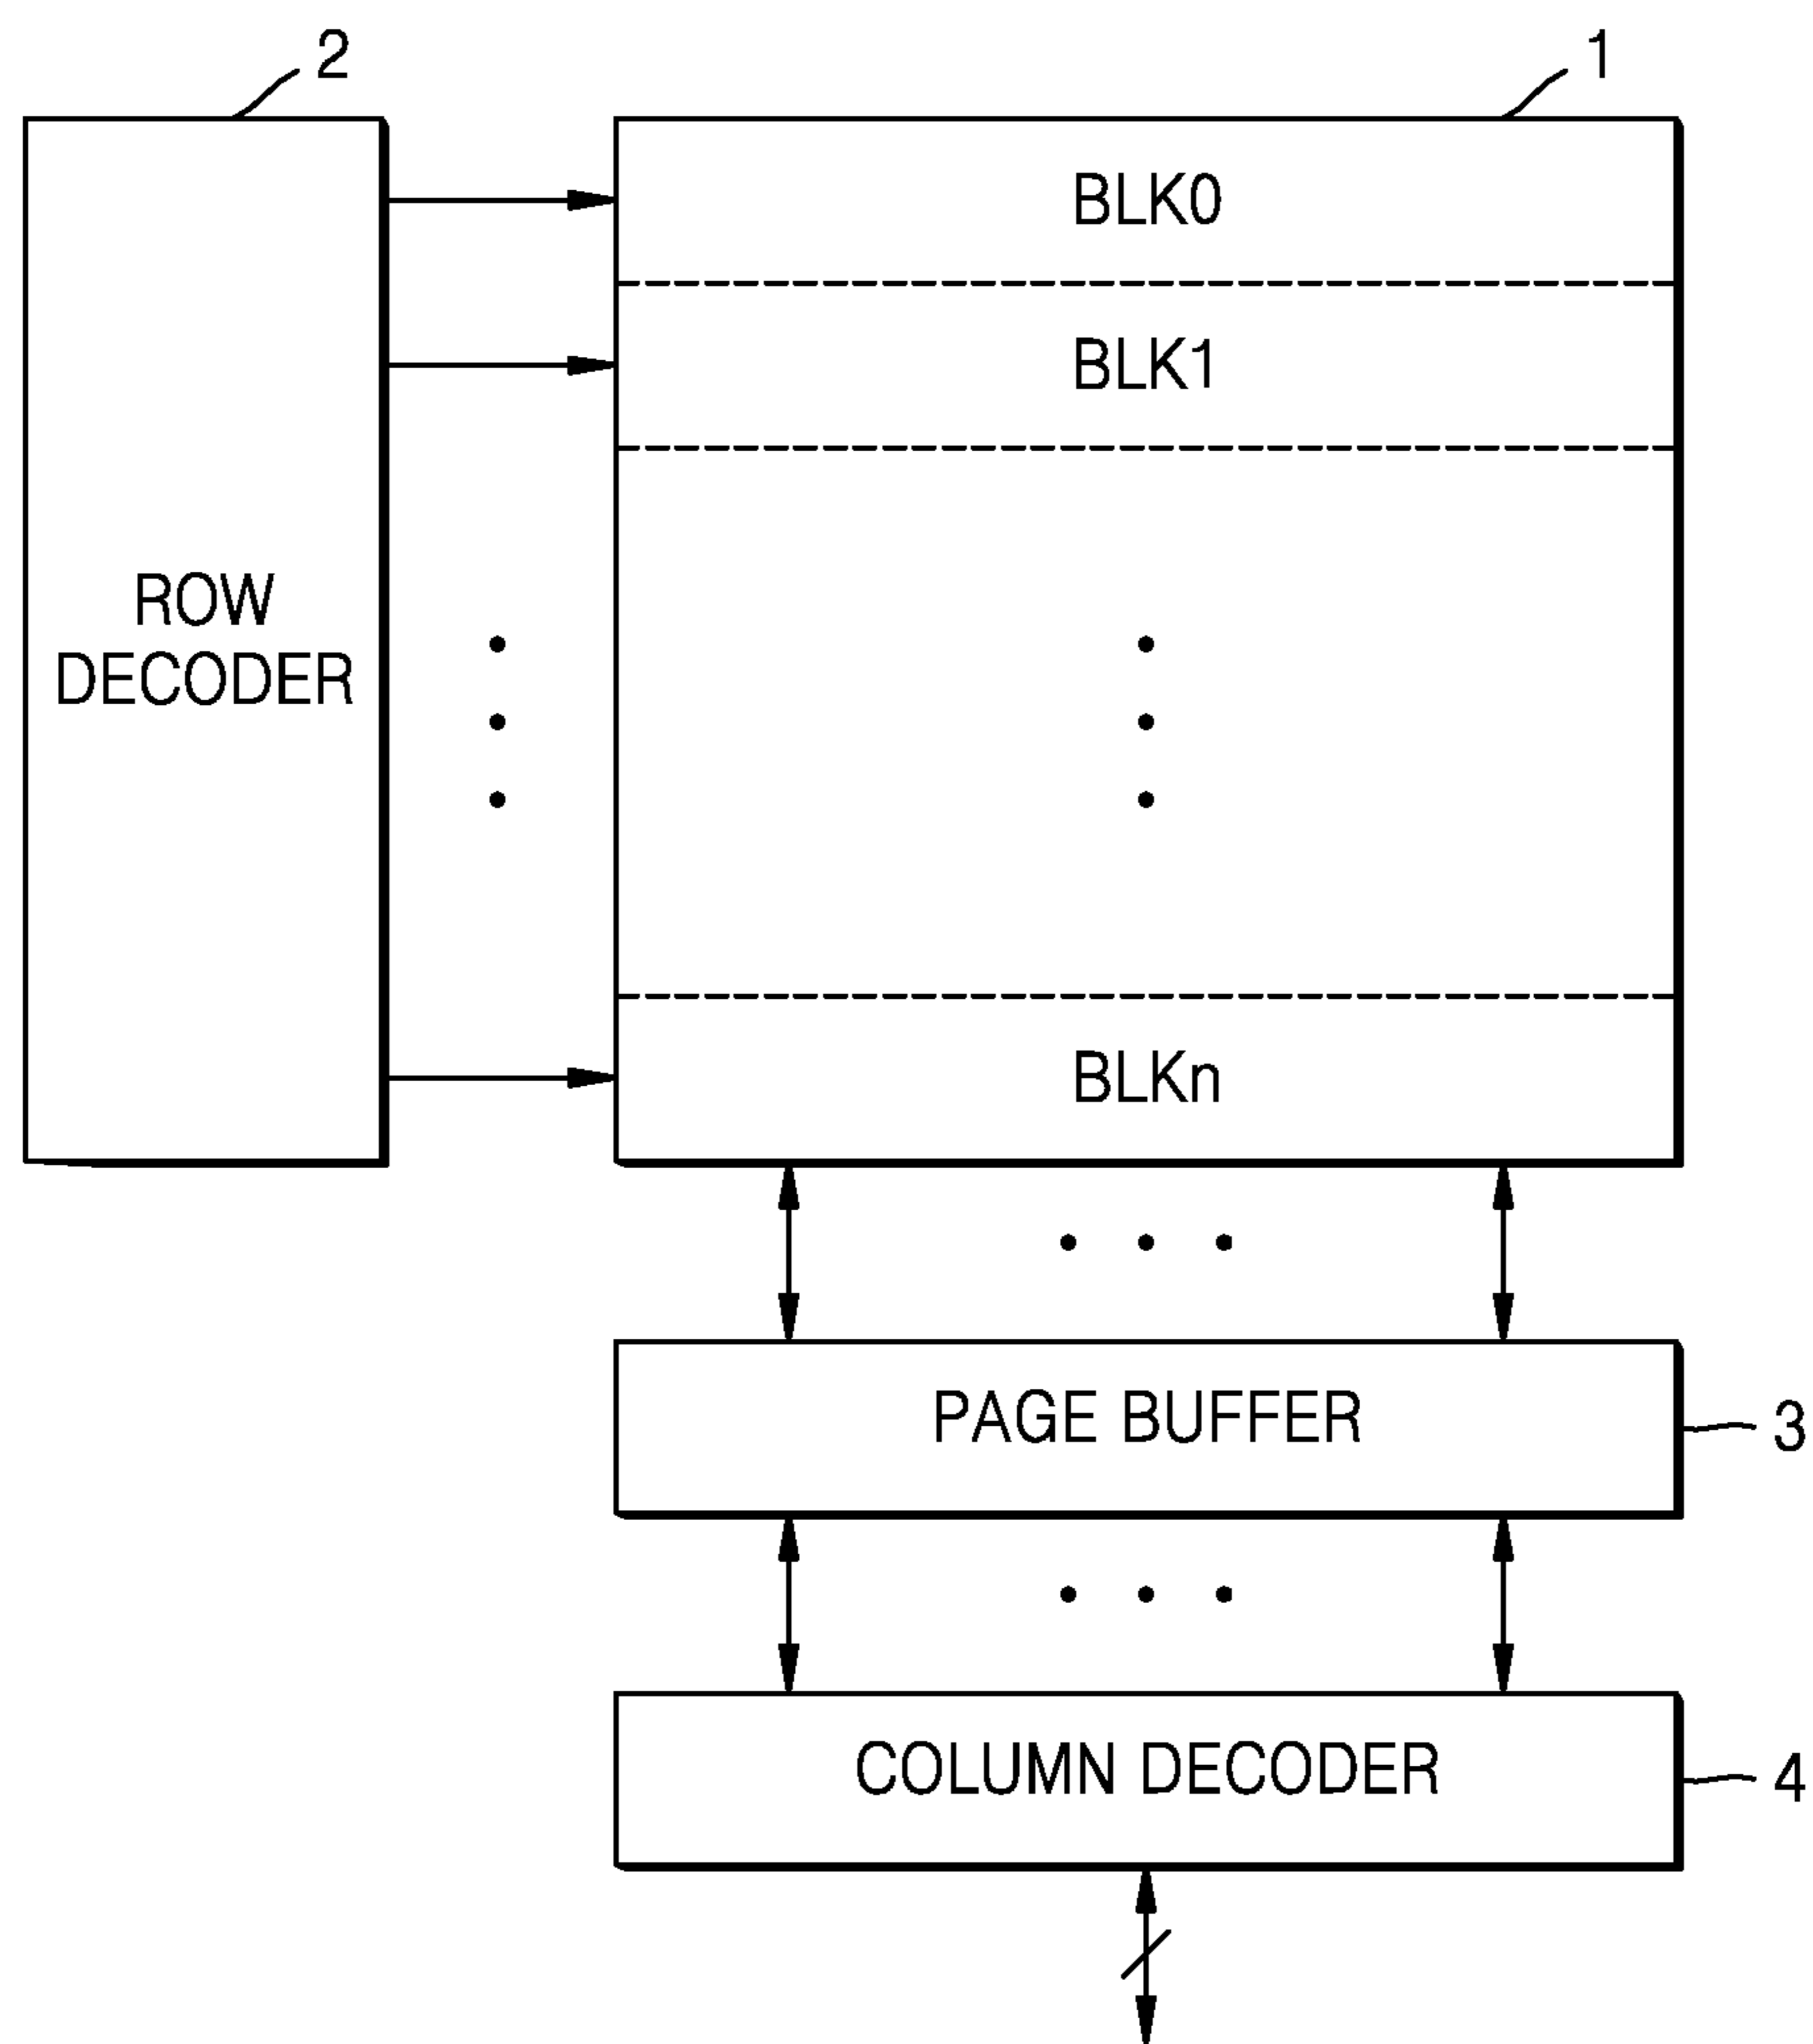 2
1
BLK0
BLK1
ROW
DECODER
BLKn
PAGE BUFFER
3
COLUMN DECODER
4